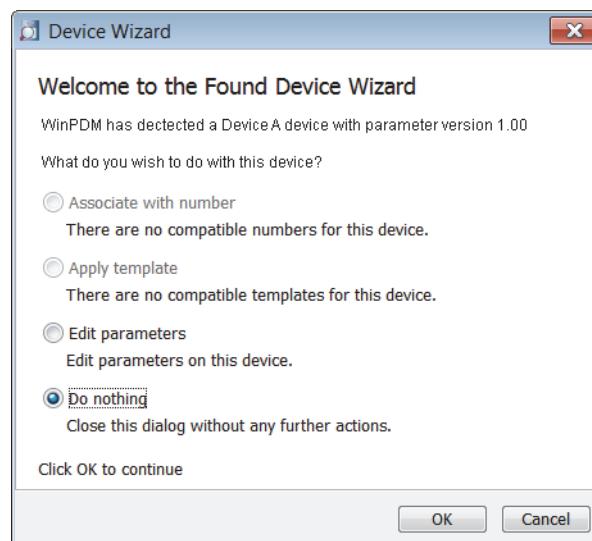 Device Wizard
Welcome to the Found Device Wizard
WinPDM has dectected a Device A device with parameter version 1.00
What do you wish to do with this device?
Associate with number
There are no compatible numbers for this device.
Apply template
There are no compatible templates for this device.
Edit parameters
Edit parameters on this device.
Do nothing
Close this dialog without any further actions.
Click OK to continue
OK Cancel